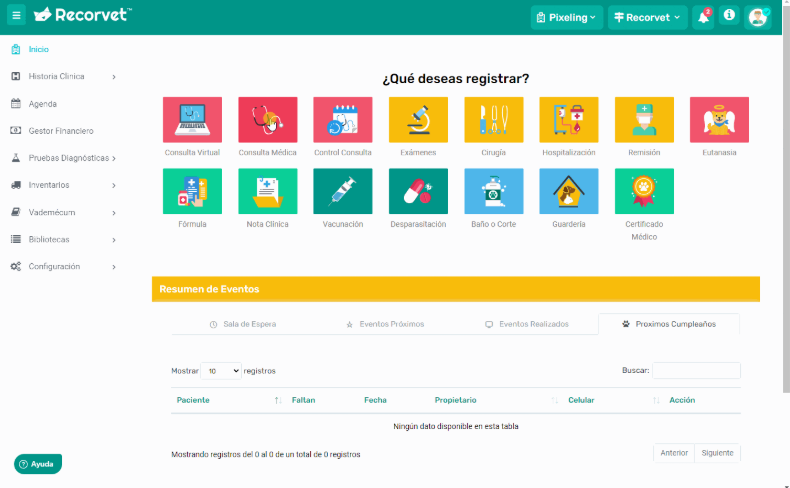 Recorvet™
Pixeling
Recorvet
2
Inicio
Historia Clinica
Agenda
Gestor Financiero
Pruebas Diagnósticas
Inventarios
Vademécum
Bibliotecas
Configuración
¿Qué deseas registrar?
Consulta Virtual
Consulta Médica
Control Consulta
Exámenes
Cirugía
Hospitalización
Remisión
Eutanasia
Fórmula
Nota Clínica
Vacunación
Desparasitación
Baño o Corte
Guardería
Certificado
Médico
Resumen de Eventos
Sala de Espera
Eventos Próximos
Eventos Realizados
Proximos Cumpleaños
Mostrar 10 registros
Buscar:
Paciente Faltan Fecha Propietario Celular Acción
Ningún dato disponible en esta tabla
Mostrando registros del 0 al 0 de un total de 0 registros
Anterior Siguiente
Ayuda